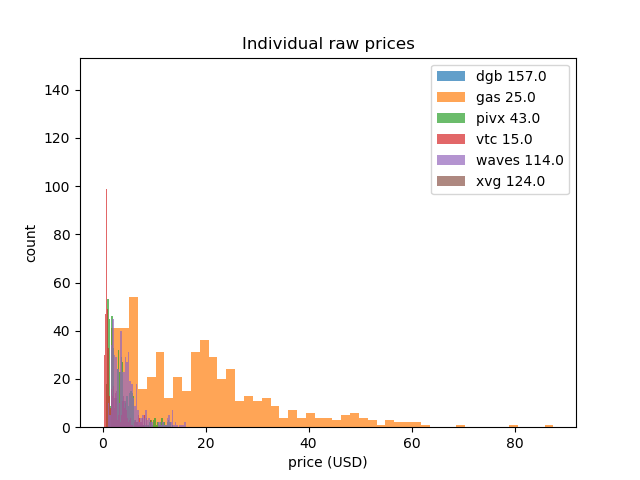 Individual raw prices
dgb 157.0
gas 25.0
pivx 43.0
vtc 15.0
waves 114.0
xvg 124.0
count
140
120
100
80
60
40
20
0
0 20 40 60 80
price (USD)